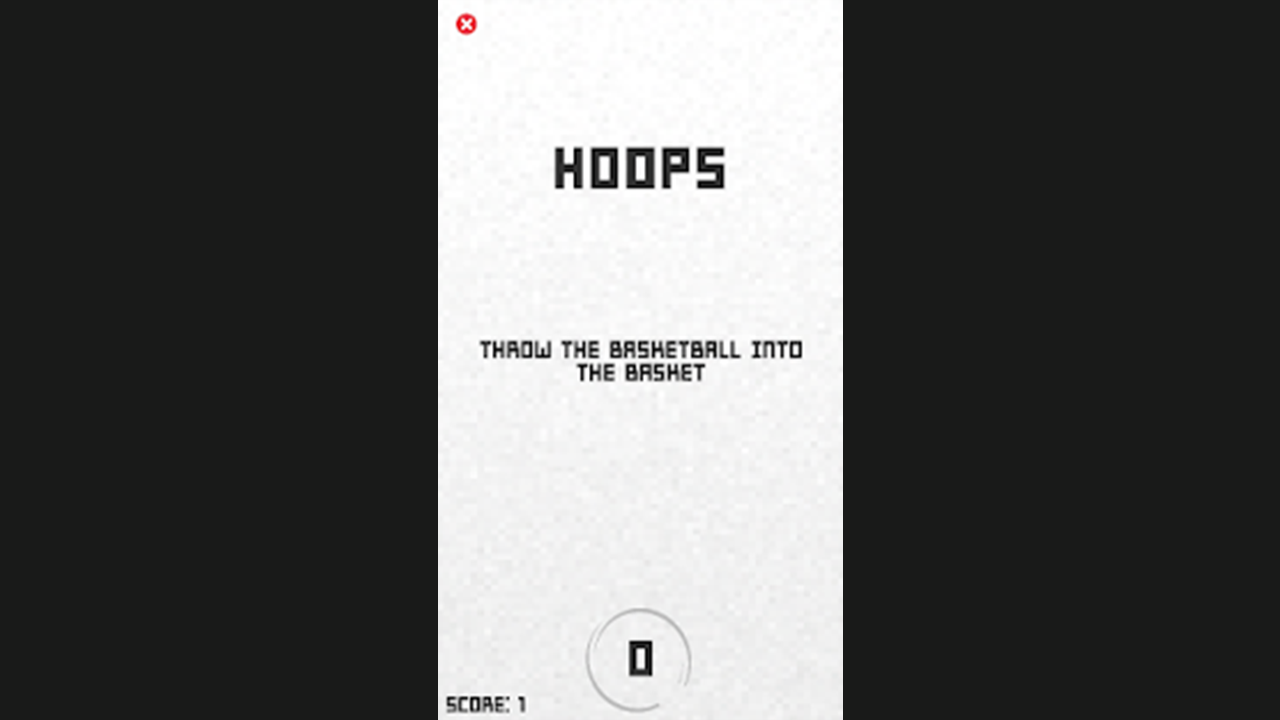 HOOPS
THROW THE BASKETBALL INTO
THE BASKET
0
SCORE: 1